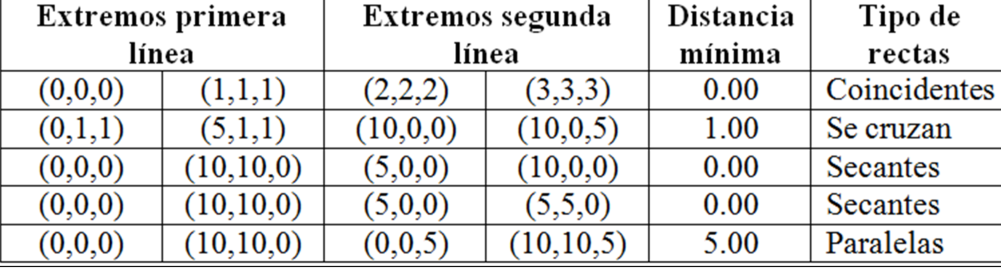 Extremos primera línea Extremos segunda línea Distancia mínima Tipo de rectas
(0,0,0) (1,1,1) (2,2,2) (3,3,3) 0.00 Coincidentes
(0,1,1) (5,1,1) (10,0,0) (10,0,5) 1.00 Se cruzan
(0,0,0) (10,10,0) (5,0,0) (10,0,0) 0.00 Secantes
(0,0,0) (10,10,0) (5,0,0) (5,5,0) 0.00 Secantes
(0,0,0) (10,10,0) (0,0,5) (10,10,5) 5.00 Paralelas